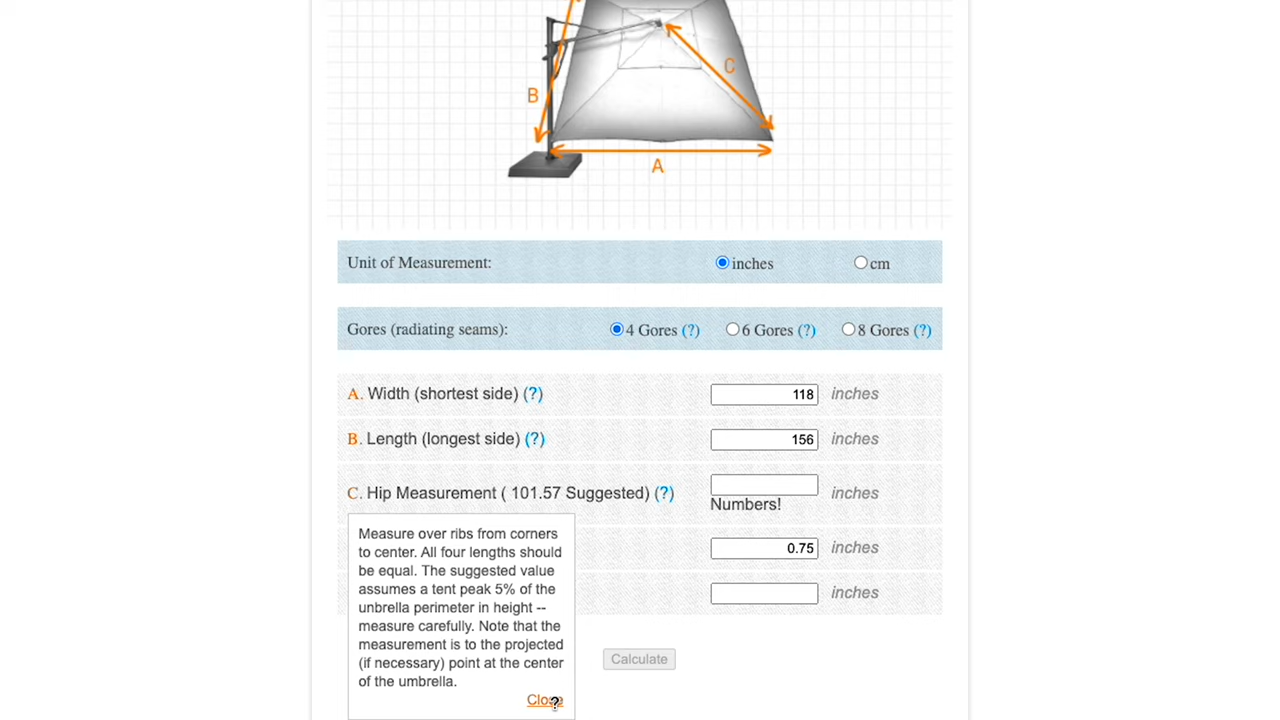 C
B
A
Unit of Measurement: inches cm
Gores (radiating seams): 4 Gores (?) 6 Gores (?) 8 Gores (?)
A. Width (shortest side) (?) 118 inches
B. Length (longest side) (?) 156 inches
C. Hip Measurement ( 101.57 Suggested) (?) inches
Numbers!
0.75 inches
inches
Measure over ribs from corners
to center. All four lengths should
be equal. The suggested value
assumes a tent peak 5% of the
unbrella perimeter in height --
measure carefully. Note that the
measurement is to the projected
(if necessary) point at the center
of the umbrella.
Close
Calculate